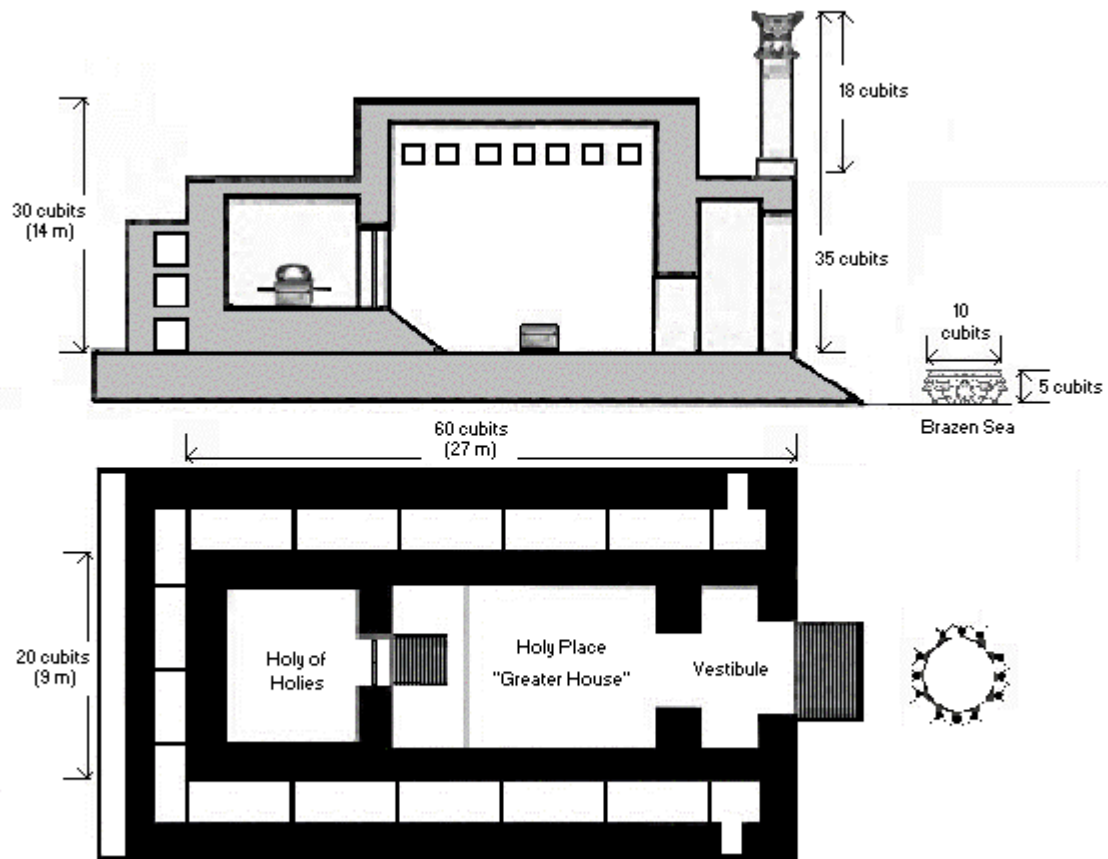 18 cubits
30 cubits
(14 m)
35 cubits
10
cubits
5 cubits
Brazen Sea
60 cubits
(27 m)
20 cubits
(9 m)
Holy of
Holies
Holy Place
"Greater House"
Vestibule